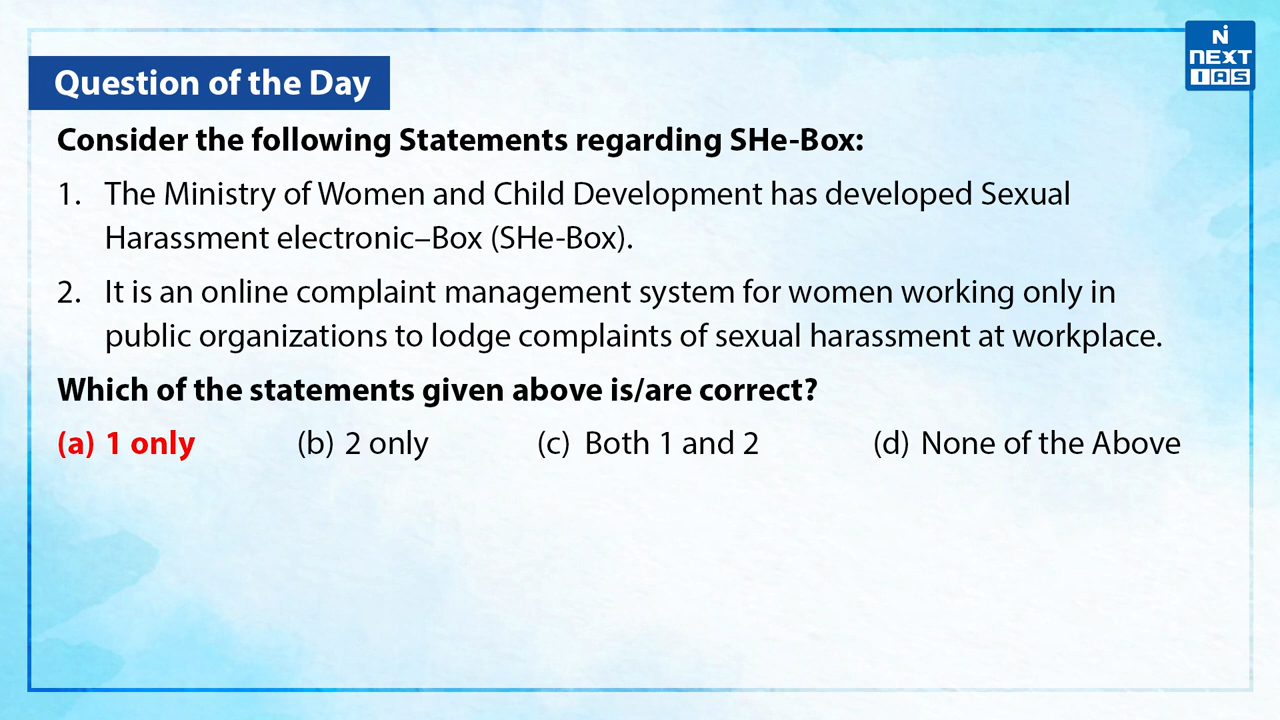 Question of the Day
N
NEXT
IAS
Consider the following Statements regarding SHe-Box:
1. The Ministry of Women and Child Development has developed Sexual
Harassment electronic–Box (SHe-Box).
2. It is an online complaint management system for women working only in
public organizations to lodge complaints of sexual harassment at workplace.
Which of the statements given above is/are correct?
(a) 1 only (b) 2 only (c) Both 1 and 2 (d) None of the Above